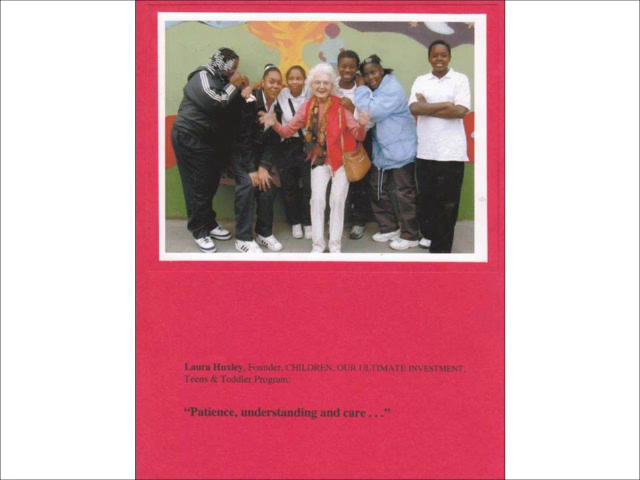 Laura Huxley, Founder, CHILDREN, OUR ULTIMATE INVESTMENT,
Teens & Toddler Program:
“Patience, understanding and care . . .”